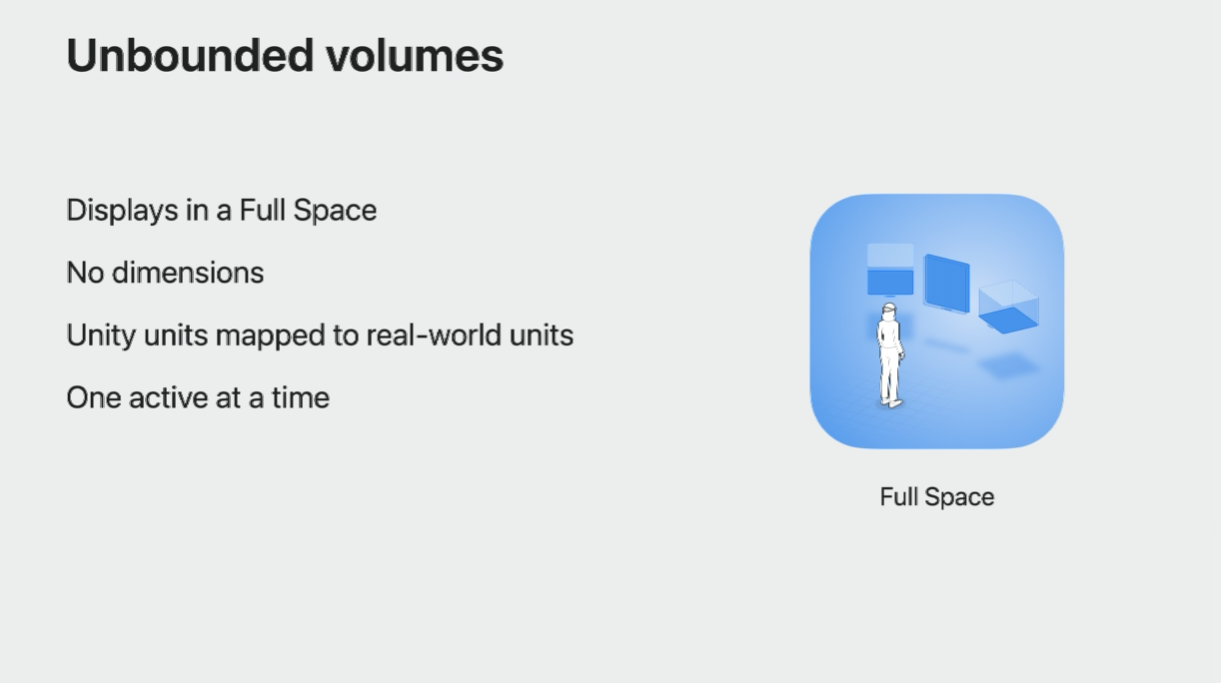 Unbounded volumes
Displays in a Full Space
No dimensions
Unity units mapped to real-world units
One active at a time
Full Space